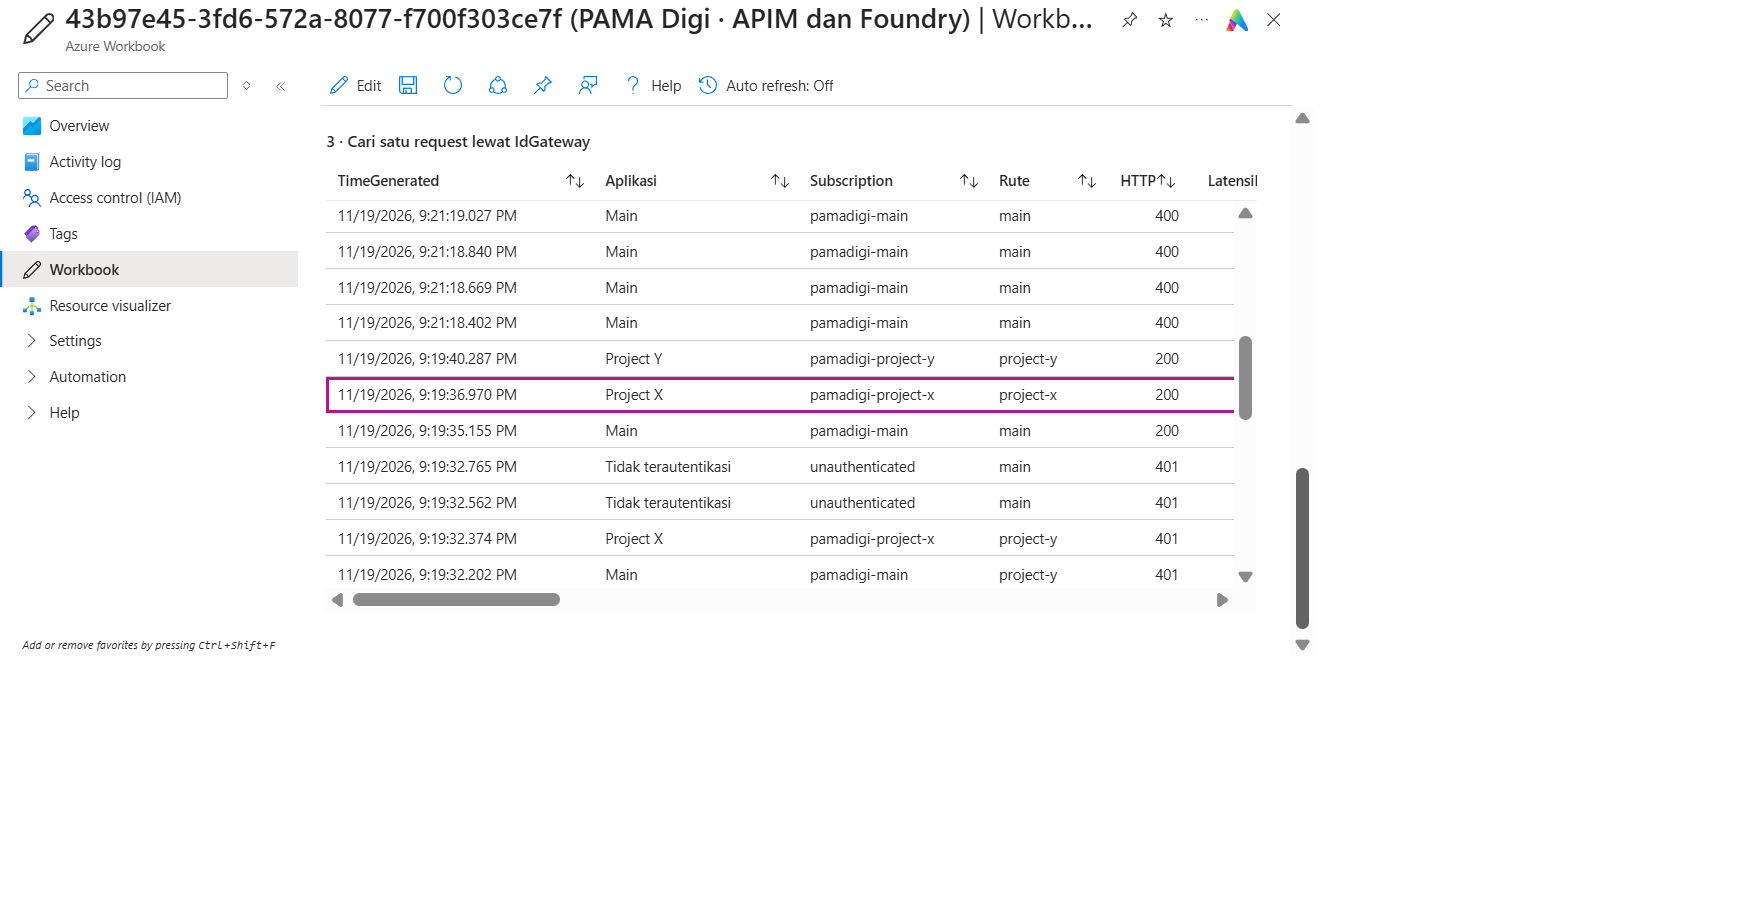 43b97e45-3fd6-572a-8077-f700f303ce7f (PAMA Digi · APIM dan Foundry) | Workb...
Azure Workbook
Search
Overview
Activity log
Access control (IAM)
Tags
Workbook
Resource visualizer
Settings
Automation
Help
Add or remove favorites by pressing Ctrl+Shift+F
Edit Help Auto refresh: Off
3 · Cari satu request lewat IdGateway
TimeGenerated Aplikasi Subscription Rute HTTP
11/19/2026, 9:21:19.027 PM Main pamadigi-main main 400
11/19/2026, 9:21:18.840 PM Main pamadigi-main main 400
11/19/2026, 9:21:18.669 PM Main pamadigi-main main 400
11/19/2026, 9:21:18.402 PM Main pamadigi-main main 400
11/19/2026, 9:19:40.287 PM Project Y pamadigi-project-y project-y 200
11/19/2026, 9:19:36.970 PM Project X pamadigi-project-x project-x 200
11/19/2026, 9:19:35.155 PM Main pamadigi-main main 200
11/19/2026, 9:19:32.765 PM Tidak terautentikasi unauthenticated main 401
11/19/2026, 9:19:32.562 PM Tidak terautentikasi unauthenticated main 401
11/19/2026, 9:19:32.374 PM Project X pamadigi-project-x project-y 401
11/19/2026, 9:19:32.202 PM Main pamadigi-main project-y 401